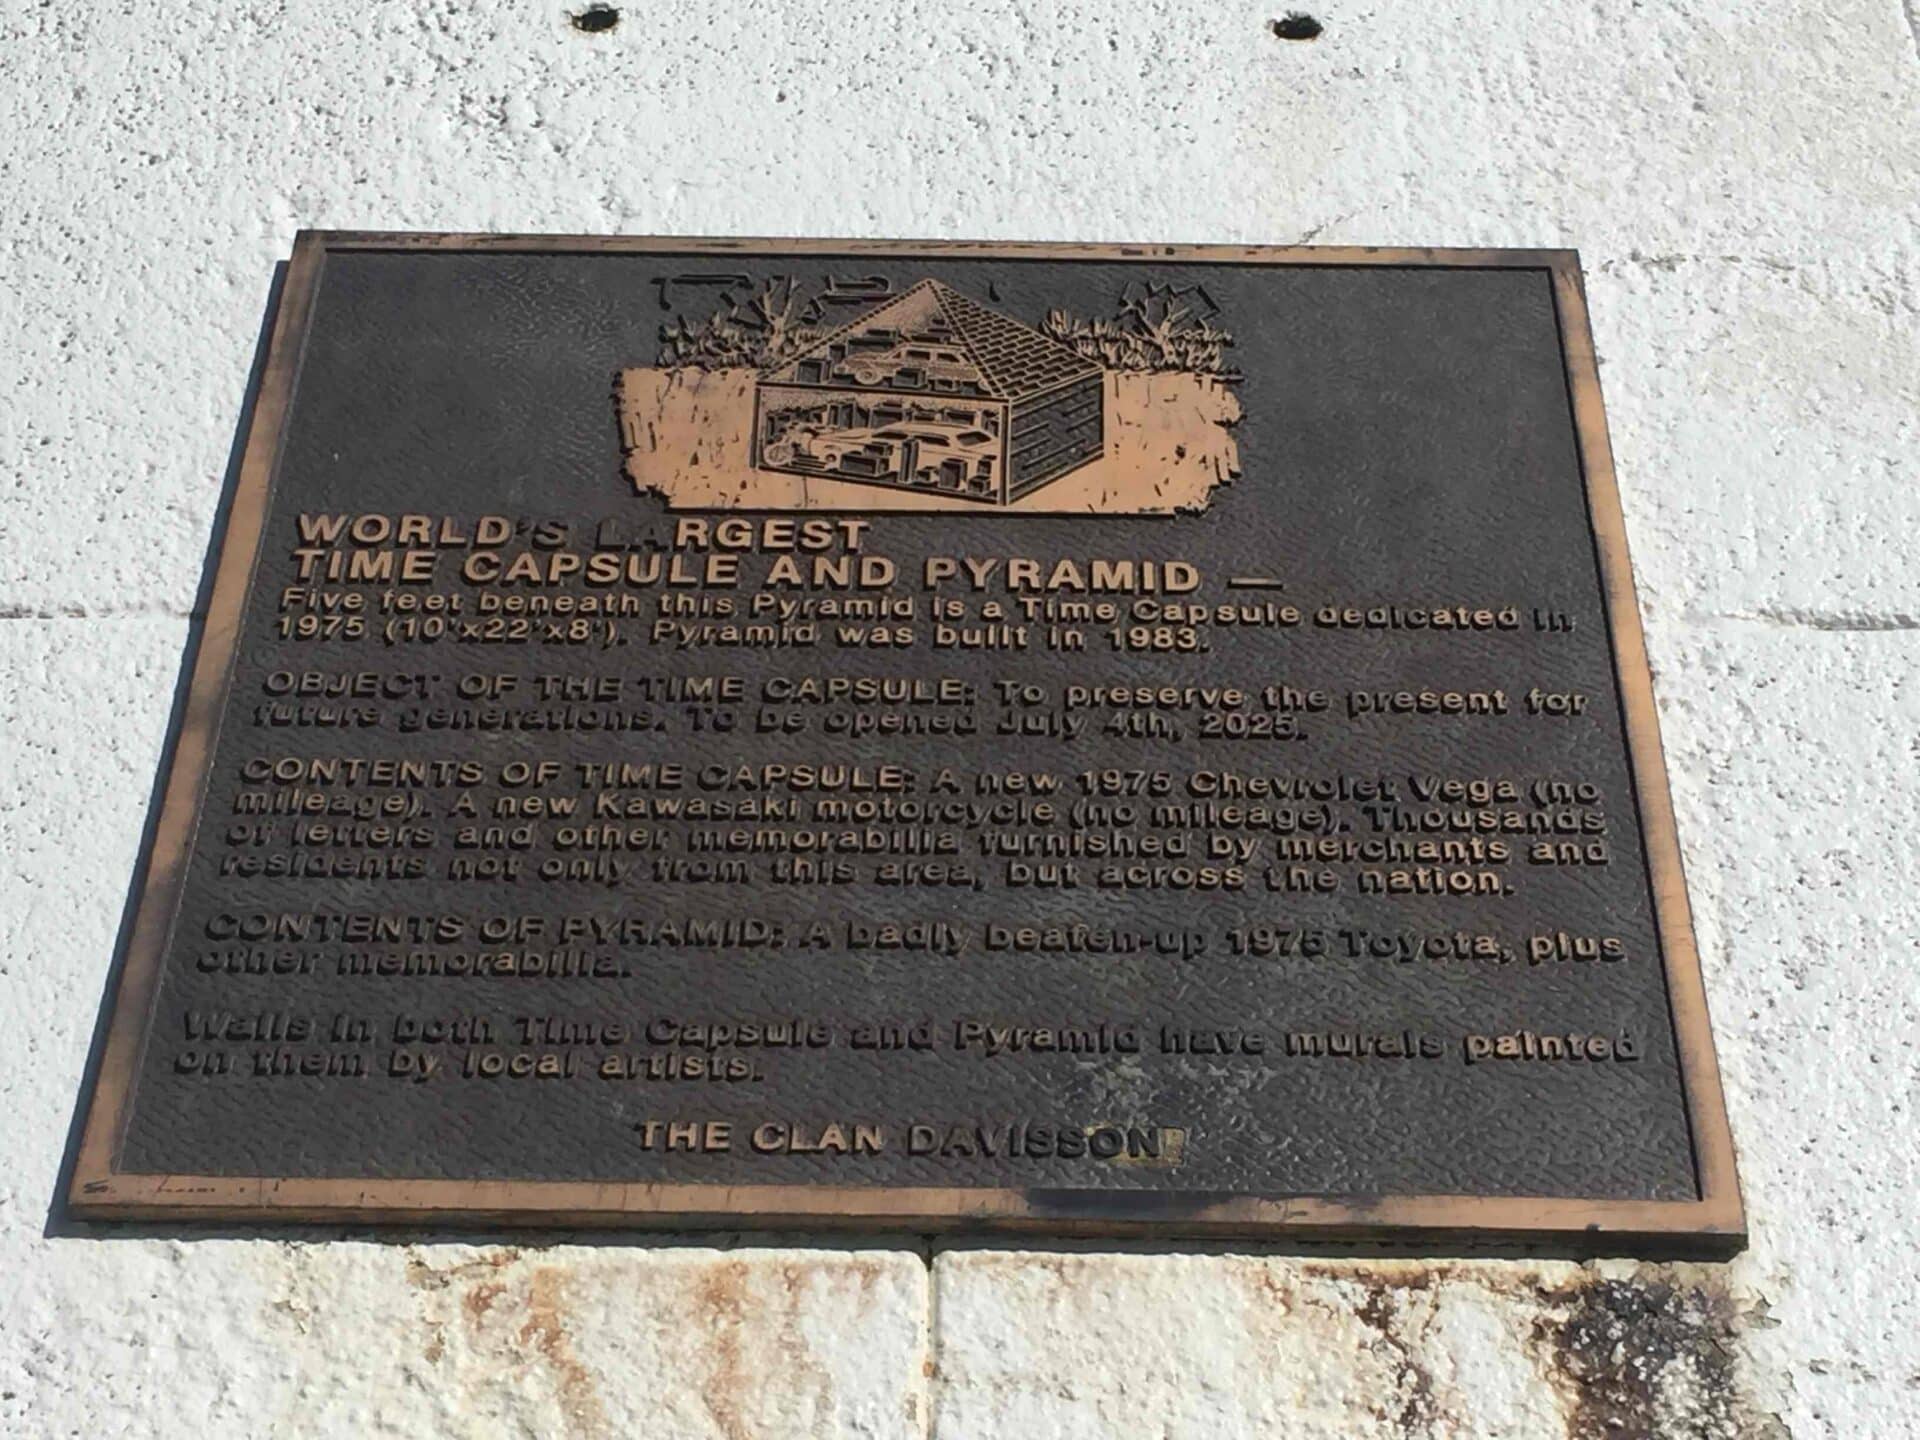 WORLD'S LARGEST
TIME CAPSULE AND PYRAMID —
Five feet beneath this Pyramid is a Time Capsule dedicated in
1975 (10'x22'x8'). Pyramid was built in 1983.
OBJECT OF THE TIME CAPSULE: To preserve the present for
future generations. To be opened July 4th, 2025.
CONTENTS OF TIME CAPSULE: A new 1975 Chevrolet Vega (no
mileage). A new Kawasaki motorcycle (no mileage). Thousands
of letters and other memorabilia furnished by merchants and
residents not only from this area, but across the nation.
CONTENTS OF PYRAMID: A badly beaten-up 1975 Toyota, plus
other memorabilia.
Walls in both Time Capsule and Pyramid have murals painted
on them by local artists.
THE CLAN DAVISSON